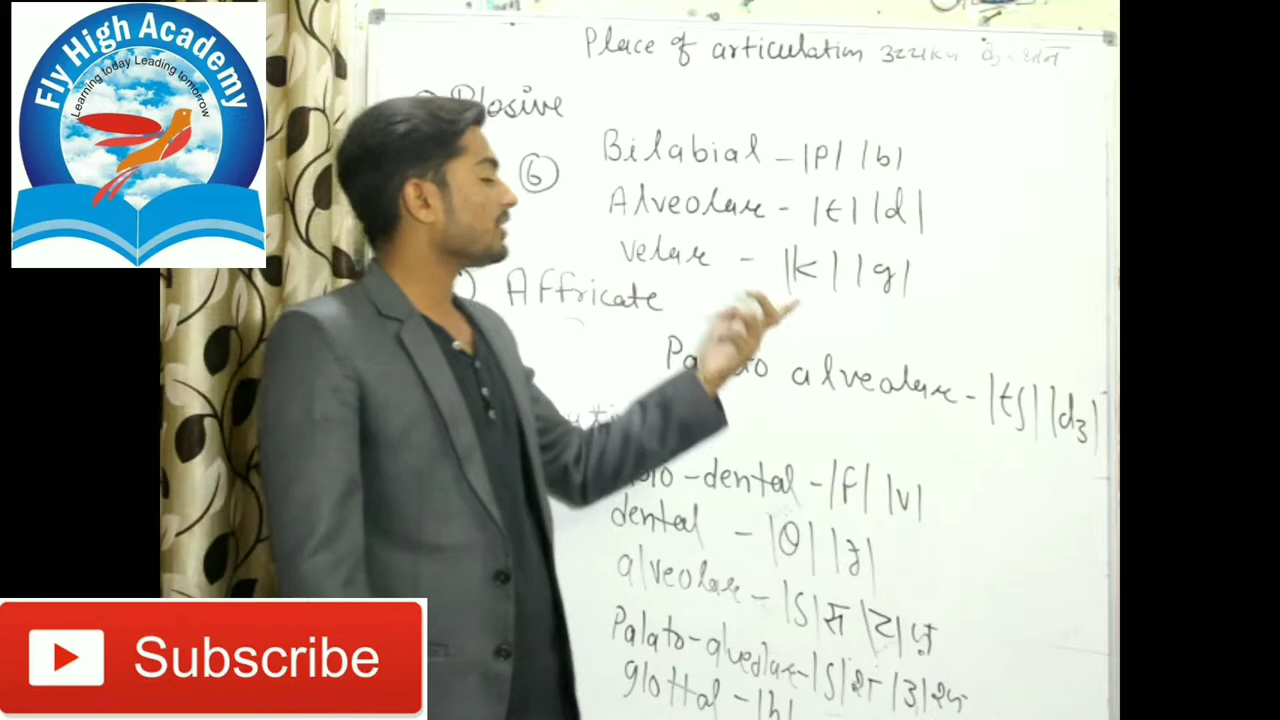 Fly High Academy
Learning today Leading tomorrow
Place of articulation
Plosive
6
Bilabial - |p| |b|
Alveolar - |t| |d|
velar - |k| |g|
Affricate
alveolar - |tʃ| |dʒ|
dental - |f| |v|
dental - |θ|
alveolar - |S| स |z| ज़
Palato-alveolar - |ʃ| श |ʒ|
glottal - |h|
Subscribe